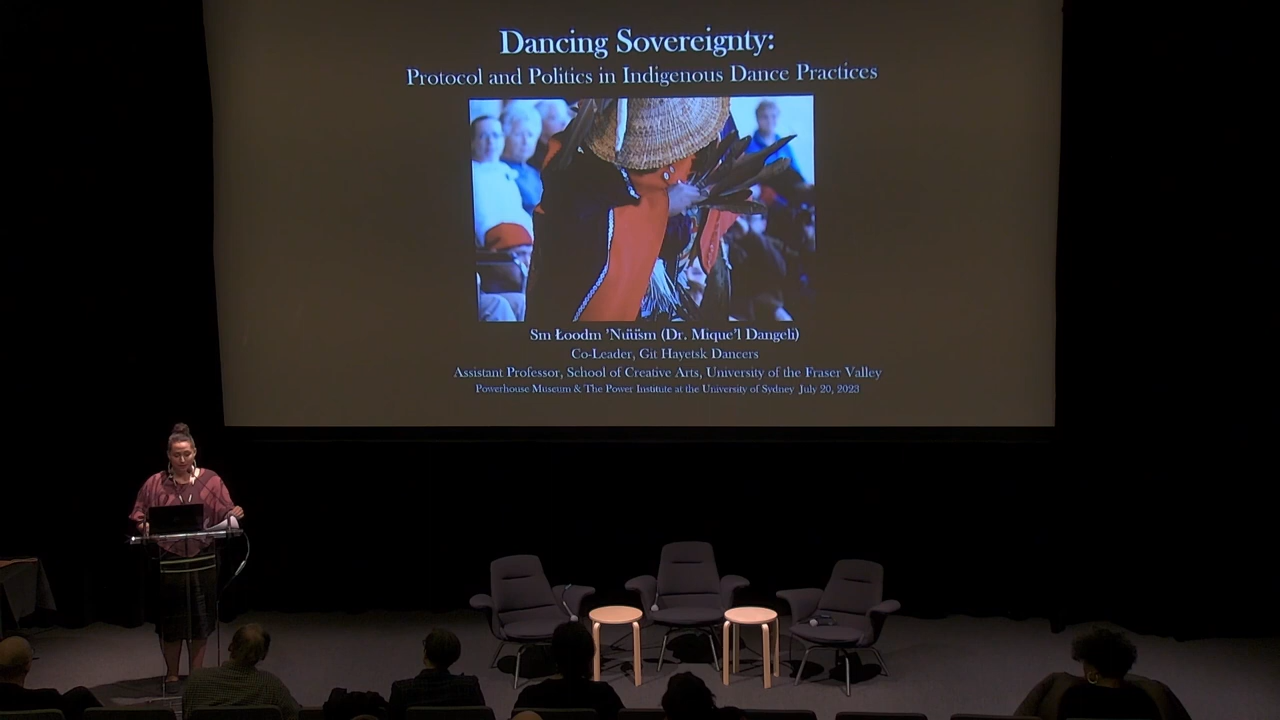 Dancing Sovereignty:
Protocol and Politics in Indigenous Dance Practices
Sm Łoodm 'Nüüsm (Dr. Mique'l Dangeli)
Co-Leader, Git Hayetsk Dancers
Assistant Professor, School of Creative Arts, University of the Fraser Valley
Powerhouse Museum & The Power Institute at the University of Sydney July 20, 2023